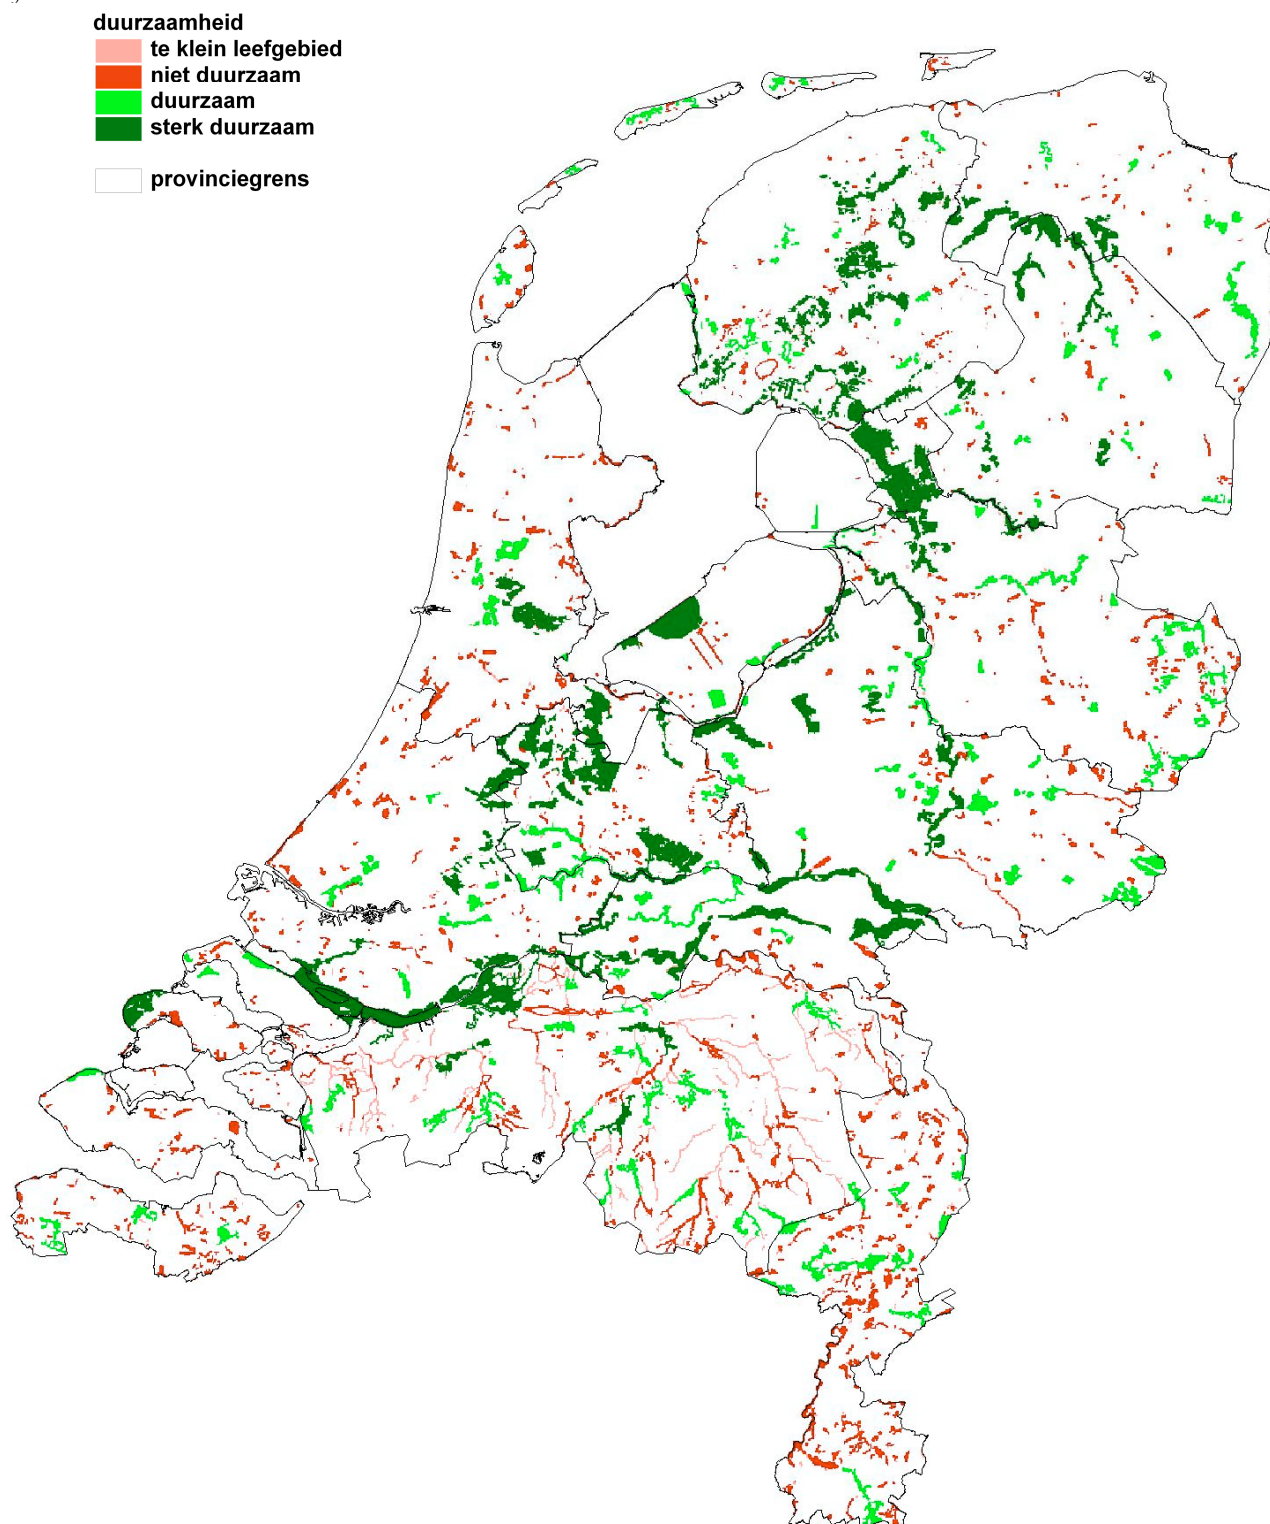 duurzaamheid
te klein leefgebied
niet duurzaam
duurzaam
sterk duurzaam
provinciegrens